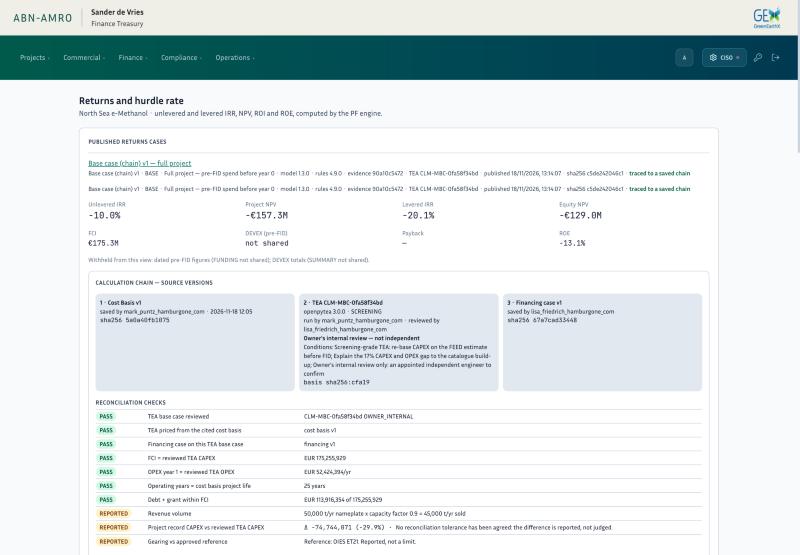 ABN-AMRO
Sander de Vries
Finance Treasury
GEX
GreenEarthX
Projects
Commercial
Finance
Compliance
Operations
A
CISO
Returns and hurdle rate
North Sea e-Methanol · unlevered and levered IRR, NPV, ROI and ROE, computed by the PF engine.
PUBLISHED RETURNS CASES
Base case (chain) v1 — full project
Base case (chain) v1 · BASE · Full project — pre-FID spend before year 0 · model 1.3.0 · rules 4.9.0 · evidence 90a10c5472 · TEA CLM-MBC-0fa58f34bd · published 18/11/2026, 13:14:07 · sha256 c5de242046c1 · traced to a saved chain
Base case (chain) v1 · BASE · Full project — pre-FID spend before year 0 · model 1.3.0 · rules 4.9.0 · evidence 90a10c5472 · TEA CLM-MBC-0fa58f34bd · published 18/11/2026, 13:14:07 · sha256 c5de242046c1 · traced to a saved chain
Unlevered IRR
Project NPV
Levered IRR
Equity NPV
-10.0%
-€157.3M
-20.1%
-€129.0M
FCI
DEVEX (pre-FID)
Payback
ROE
€175.3M
not shared
—
-13.1%
Withheld from this view: dated pre-FID figures (FUNDING not shared); DEVEX totals (SUMMARY not shared).
CALCULATION CHAIN — SOURCE VERSIONS
1 · Cost Basis v1
saved by mark_puntz_hamburgone_com · 2026-11-18 12:05
sha256 5a0a40fb1875
2 · TEA CLM-MBC-0fa58f34bd
openpytea 3.0.0 · SCREENING
run by mark_puntz_hamburgone_com · reviewed by
lisa_friedrich_hamburgone_com
Owner's internal review — not independent
Conditions: Screening-grade TEA: re-base CAPEX on the FEED estimate
before FID; Explain the 17% CAPEX and OPEX gap to the catalogue build-
up; Owner's internal review only: an appointed independent engineer to
confirm
basis sha256:cfa19
3 · Financing case v1
saved by lisa_friedrich_hamburgone_com
sha256 67a7cad33448
RECONCILIATION CHECKS
PASS TEA base case reviewed CLM-MBC-0fa58f34bd OWNER_INTERNAL
PASS TEA priced from the cited cost basis cost basis v1
PASS Financing case on this TEA base case financing v1
PASS FCI = reviewed TEA CAPEX EUR 175,255,929
PASS OPEX year 1 = reviewed TEA OPEX EUR 52,424,394/yr
PASS Operating years = cost basis project life 25 years
PASS Debt + grant within FCI EUR 113,916,354 of 175,255,929
REPORTED Revenue volume 50,000 t/yr nameplate x capacity factor 0.9 = 45,000 t/yr sold
REPORTED Project record CAPEX vs reviewed TEA CAPEX Δ -74,744,071 (-29.9%) · No reconciliation tolerance has been agreed: the difference is reported, not judged
REPORTED Gearing vs approved reference Reference: OIES ET21 Reported, not a limit.